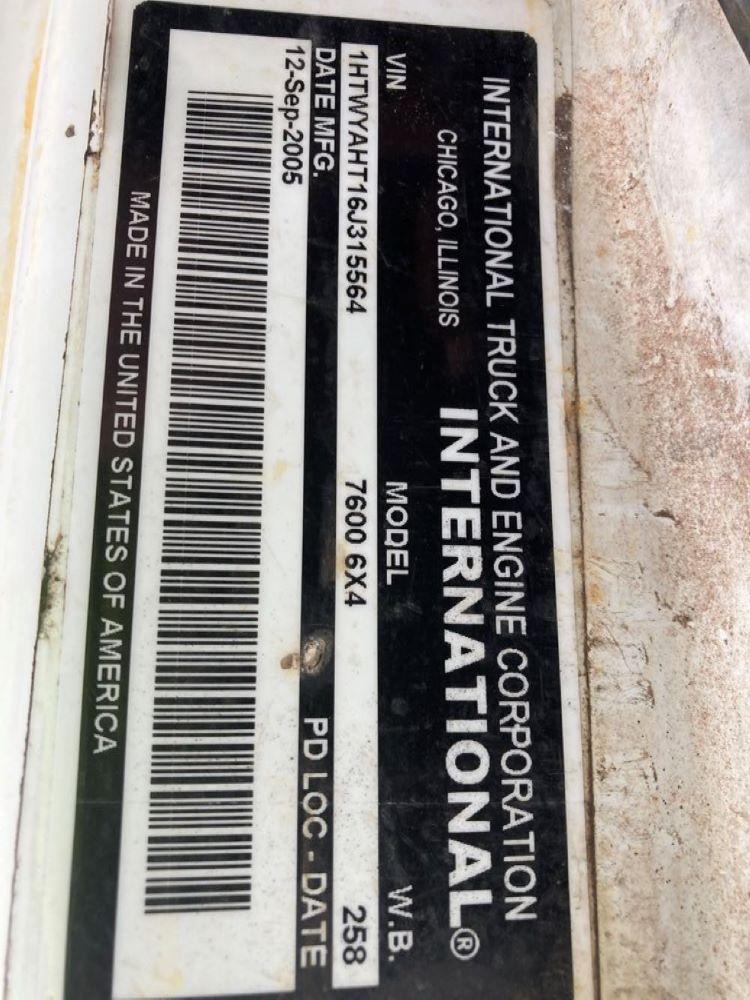 INTERNATIONAL TRUCK AND ENGINE CORPORATION
CHICAGO, ILLINOIS INTERNATIONAL®
VIN MODEL W.B.
1HTWYAHT16J315564 7600 6X4 258
DATE MFG. PD LOC - DATE
12-Sep-2005
MADE IN THE UNITED STATES OF AMERICA